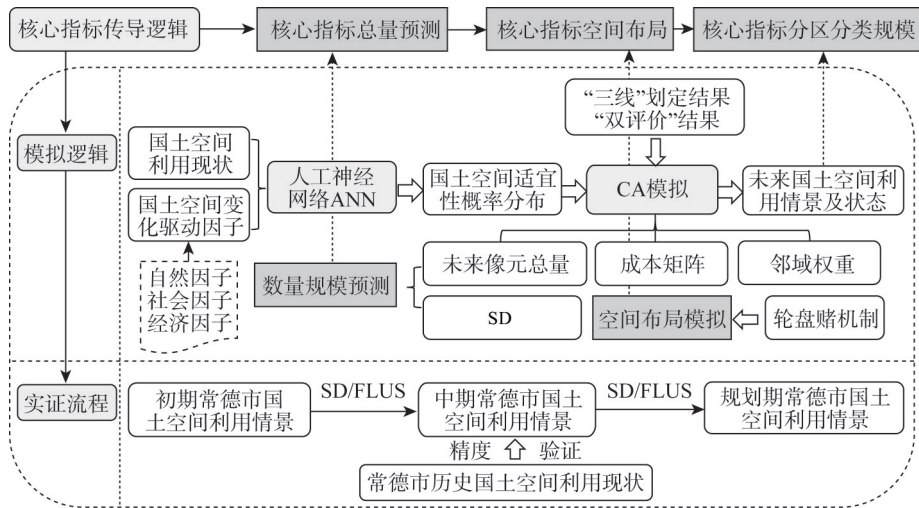 核心指标传导逻辑
核心指标总量预测
核心指标空间布局
核心指标分区分类规模
“三线”划定结果
“双评价”结果
模拟逻辑
国土空间
利用现状
人工神经
网络ANN
国土空间适宜
性概率分布
CA模拟
未来国土空间利
用情景及状态
国土空间变
化驱动因子
自然因子
社会因子
经济因子
数量规模预测
未来像元总量
成本矩阵
邻域权重
SD
空间布局模拟
轮盘赌机制
实证流程
初期常德市国
土空间利用情景
SD/FLUS
中期常德市国土
空间利用情景
SD/FLUS
规划期常德市国土
空间利用情景
精度 验证
常德市历史国土空间利用现状